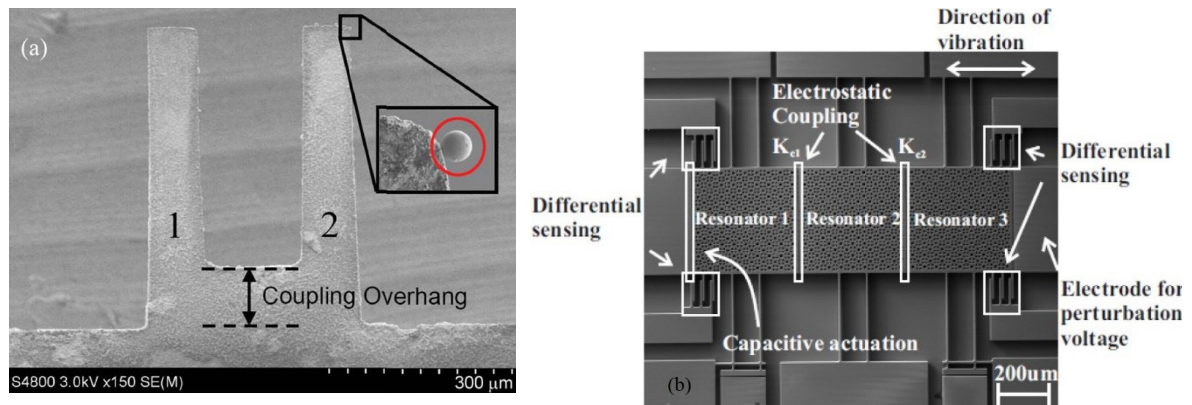 (a)
1
2
Coupling Overhang
S4800 3.0kV x150 SE(M)
300 µm
Direction of
vibration
Electrostatic
Coupling
Kc1
Kc2
Differential
sensing
Resonator 1
Resonator 2
Resonator 3
Differential
sensing
Capacitive actuation
Electrode for
perturbation
voltage
(b)
200um